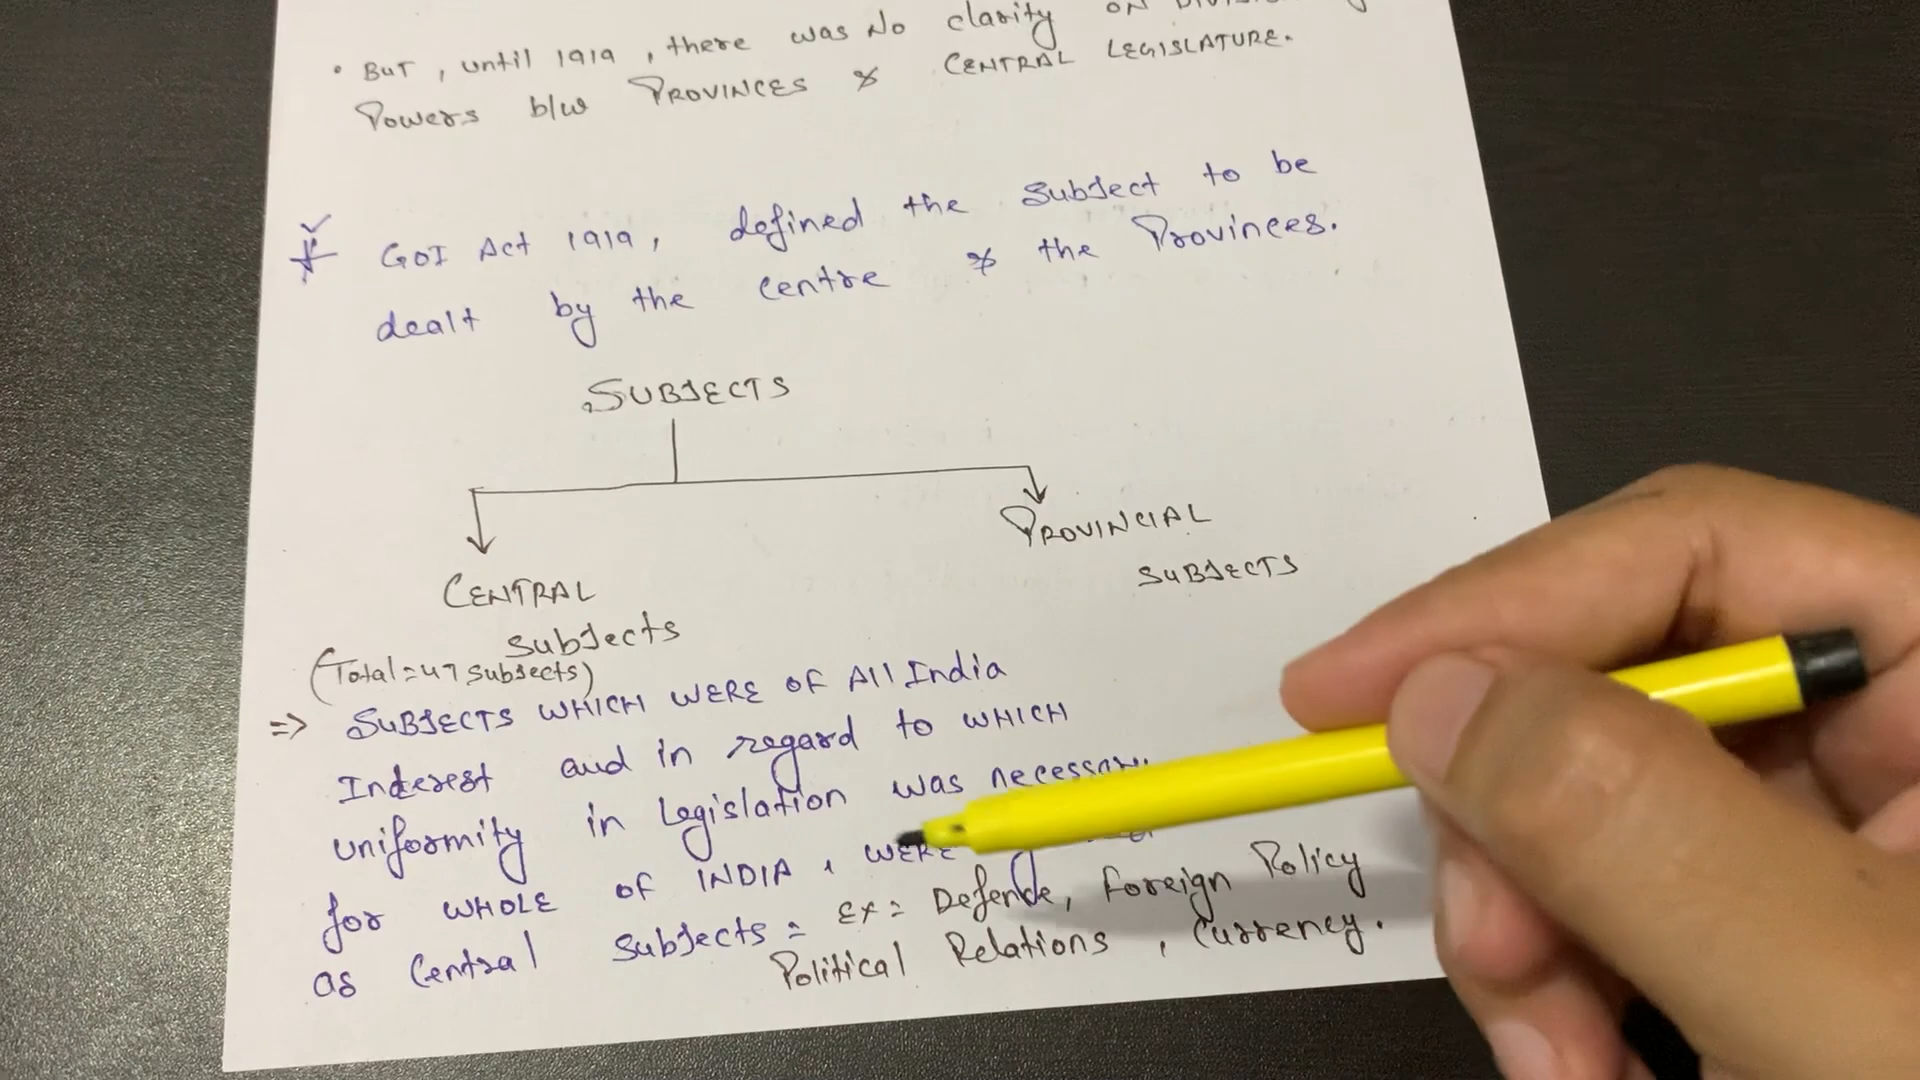 • But, until 1919, there was No clarity ON
Powers b/w PROVINCES & CENTRAL LEGISLATURE.
GOI Act 1919, defined the Subject to be
dealt by the centre & the Provinces.
SUBJECTS
CENTRAL
subjects
PROVINCIAL
SUBJECTS
(Total = 47 subjects)
=> SUBJECTS WHICH WERE OF All India
Interest and in regard to WHICH
uniformity in legislation was necessary
for WHOLE OF INDIA, WERE
as Central Subjects = Ex = Defence, Foreign Policy
Political Relations, Currency.